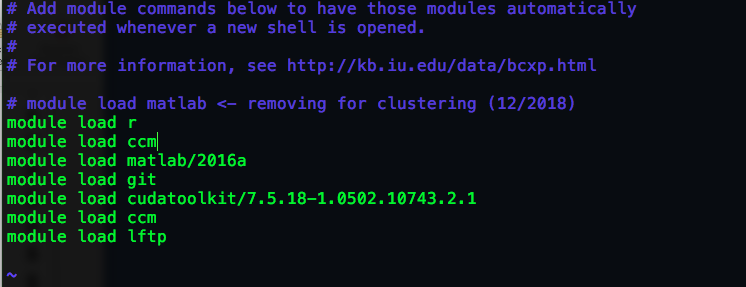 # Add module commands below to have those modules automatically
# executed whenever a new shell is opened.
#
# For more information, see http://kb.iu.edu/data/bcxp.html
# module load matlab <- removing for clustering (12/2018)
module load r
module load ccm
module load matlab/2016a
module load git
module load cudatoolkit/7.5.18-1.0502.10743.2.1
module load ccm
module load lftp
~